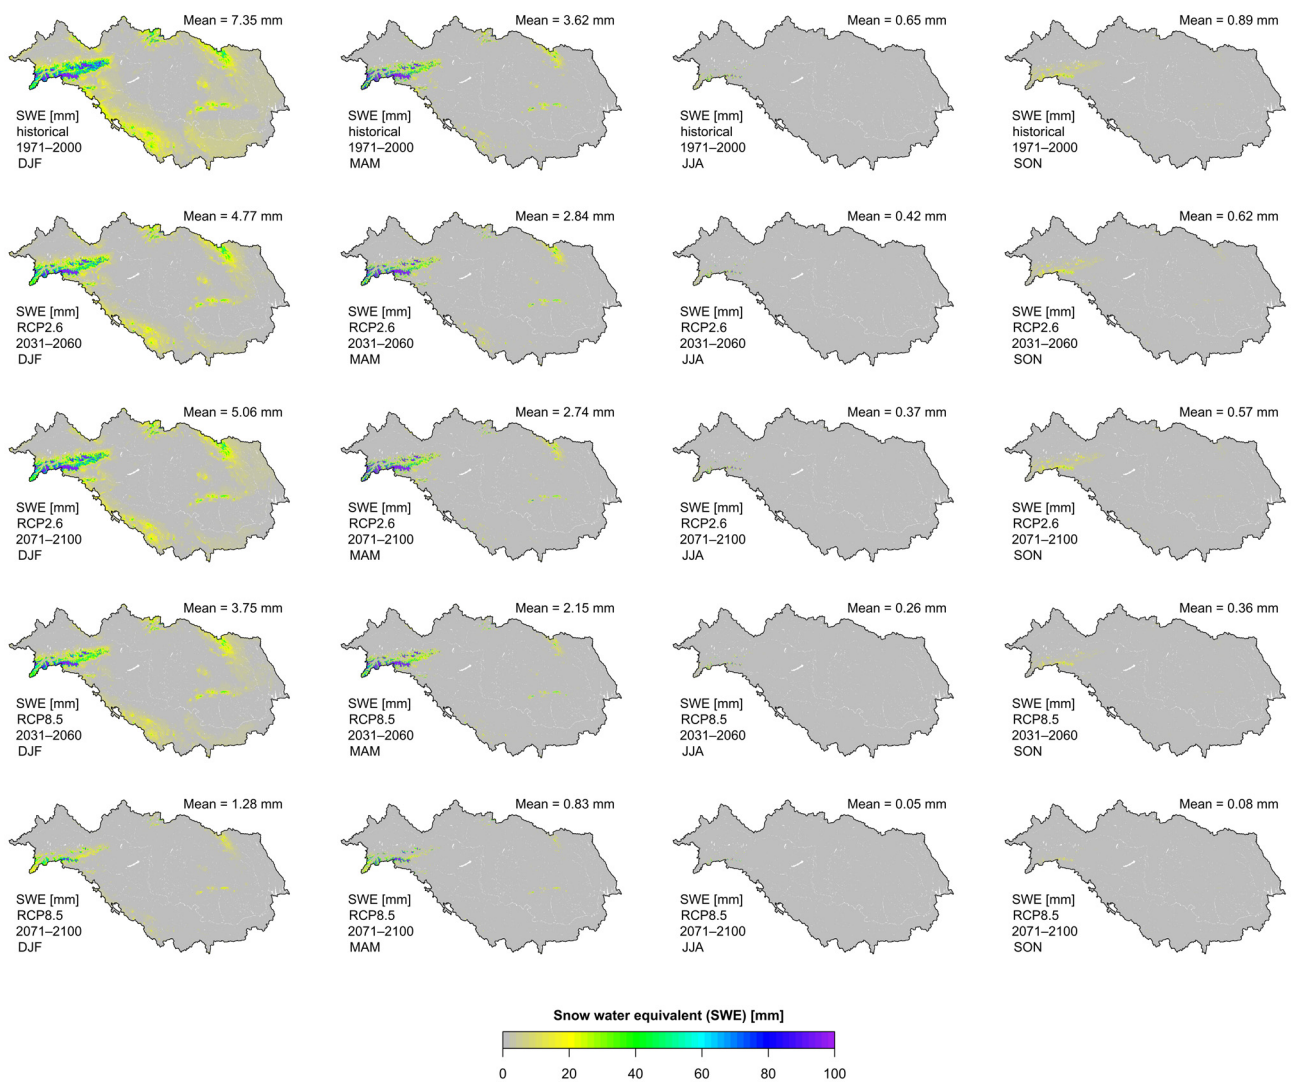 Mean = 7.35 mm
SWE [mm]
historical
1971–2000
DJF
Mean = 3.62 mm
SWE [mm]
historical
1971–2000
MAM
Mean = 0.65 mm
SWE [mm]
historical
1971–2000
JJA
Mean = 0.89 mm
SWE [mm]
historical
1971–2000
SON
Mean = 4.77 mm
SWE [mm]
RCP2.6
2031–2060
DJF
Mean = 2.84 mm
SWE [mm]
RCP2.6
2031–2060
MAM
Mean = 0.42 mm
SWE [mm]
RCP2.6
2031–2060
JJA
Mean = 0.62 mm
SWE [mm]
RCP2.6
2031–2060
SON
Mean = 5.06 mm
SWE [mm]
RCP2.6
2071–2100
DJF
Mean = 2.74 mm
SWE [mm]
RCP2.6
2071–2100
MAM
Mean = 0.37 mm
SWE [mm]
RCP2.6
2071–2100
JJA
Mean = 0.57 mm
SWE [mm]
RCP2.6
2071–2100
SON
Mean = 3.75 mm
SWE [mm]
RCP8.5
2031–2060
DJF
Mean = 2.15 mm
SWE [mm]
RCP8.5
2031–2060
MAM
Mean = 0.26 mm
SWE [mm]
RCP8.5
2031–2060
JJA
Mean = 0.36 mm
SWE [mm]
RCP8.5
2031–2060
SON
Mean = 1.28 mm
SWE [mm]
RCP8.5
2071–2100
DJF
Mean = 0.83 mm
SWE [mm]
RCP8.5
2071–2100
MAM
Mean = 0.05 mm
SWE [mm]
RCP8.5
2071–2100
JJA
Mean = 0.08 mm
SWE [mm]
RCP8.5
2071–2100
SON
Snow water equivalent (SWE) [mm]
0 20 40 60 80 100